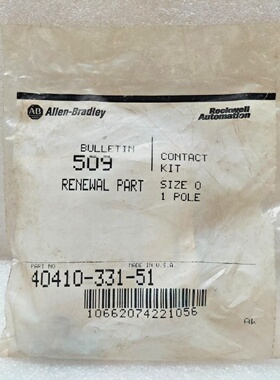 AB Allen-Bradley
Rockwell
Automation
BULLETIN
509
CONTACT
KIT
RENEWAL PART
SIZE 0
1 POLE
PART NO.
MADE IN U.S.A.
40410-331-51
10662074221056